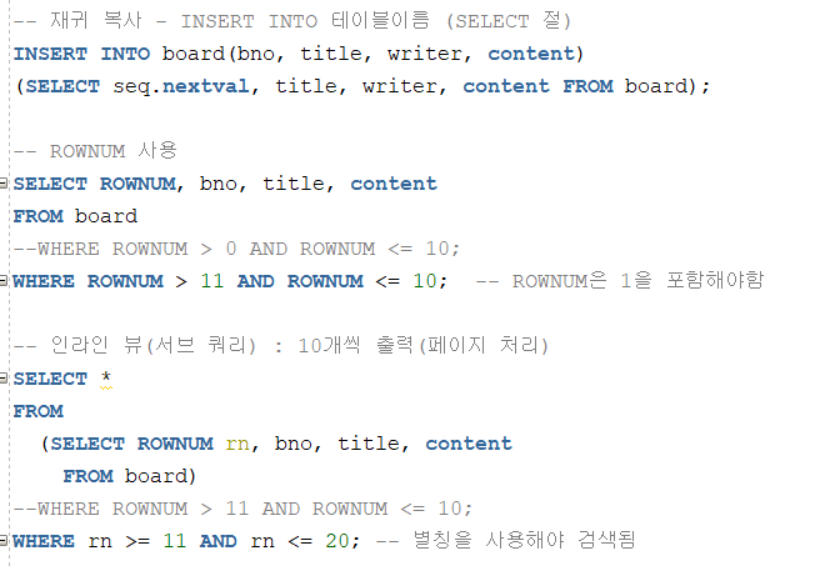 -- 재귀 복사 - INSERT INTO 테이블이름 (SELECT 절)
INSERT INTO board(bno, title, writer, content)
(SELECT seq.nextval, title, writer, content FROM board);
-- ROWNUM 사용
SELECT ROWNUM, bno, title, content
FROM board
--WHERE ROWNUM > 0 AND ROWNUM <= 10;
WHERE ROWNUM > 11 AND ROWNUM <= 10;  -- ROWNUM은 1을 포함해야함
-- 인라인 뷰(서브 쿼리) : 10개씩 출력(페이지 처리)
SELECT *
FROM
(SELECT ROWNUM rn, bno, title, content
FROM board)
--WHERE ROWNUM > 11 AND ROWNUM <= 10;
WHERE rn >= 11 AND rn <= 20; -- 별칭을 사용해야 검색됨